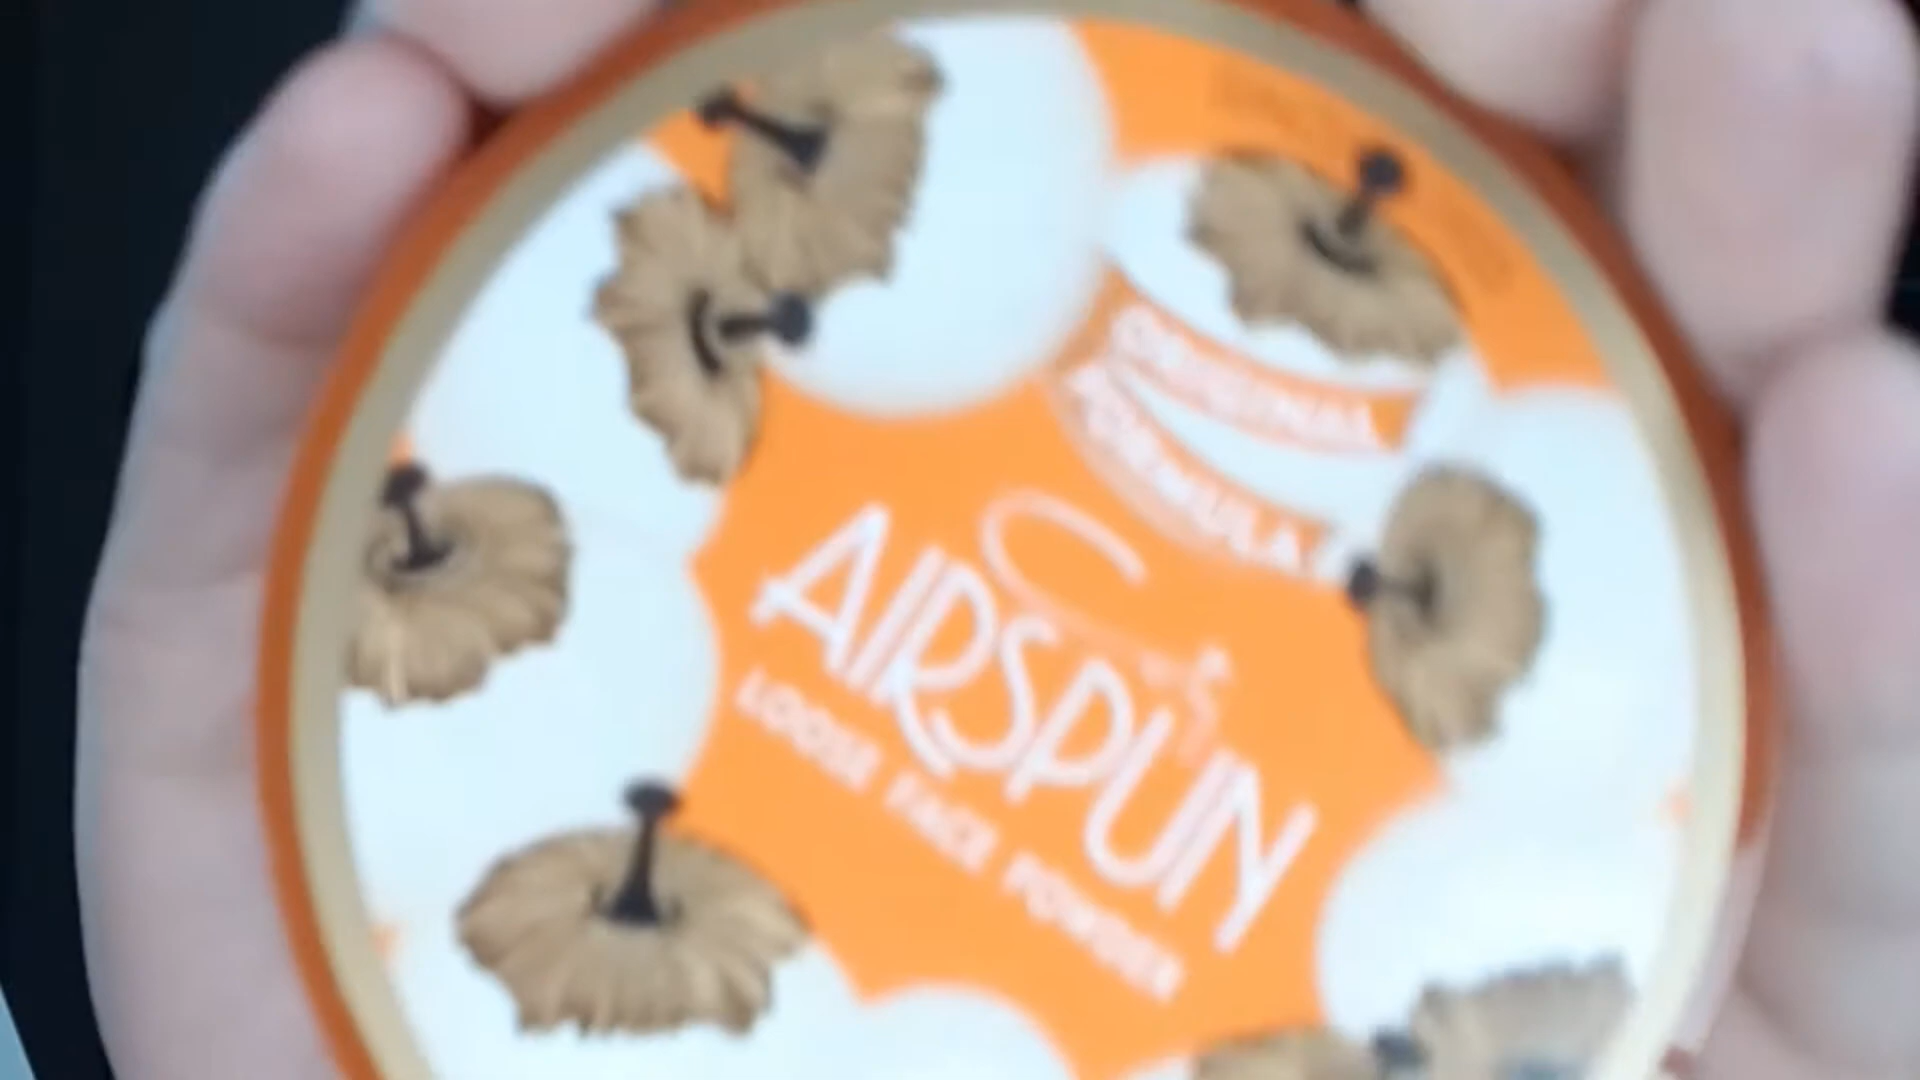 ORIGINAL
FORMULA
AIRSPUN
LOOSE FACE POWDER